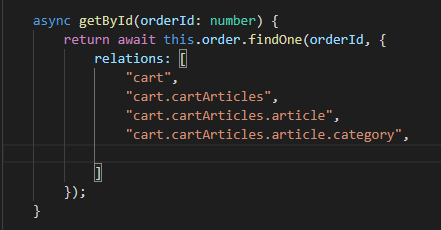 async getById(orderId: number) {
return await this.order.findOne(orderId, {
relations: [
"cart",
"cart.cartArticles",
"cart.cartArticles.article",
"cart.cartArticles.article.category",
]
});
}